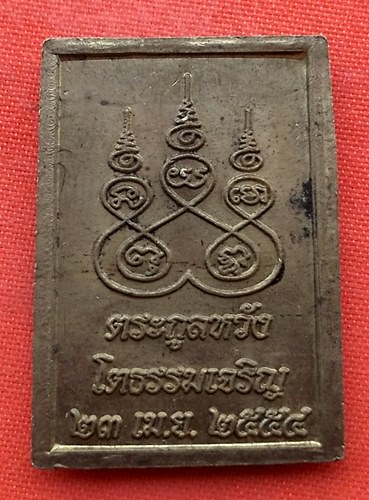 ตระกูลหวัง
โตธรรมเจริญ
๒๓ เม.ย. ๒๕๕๔